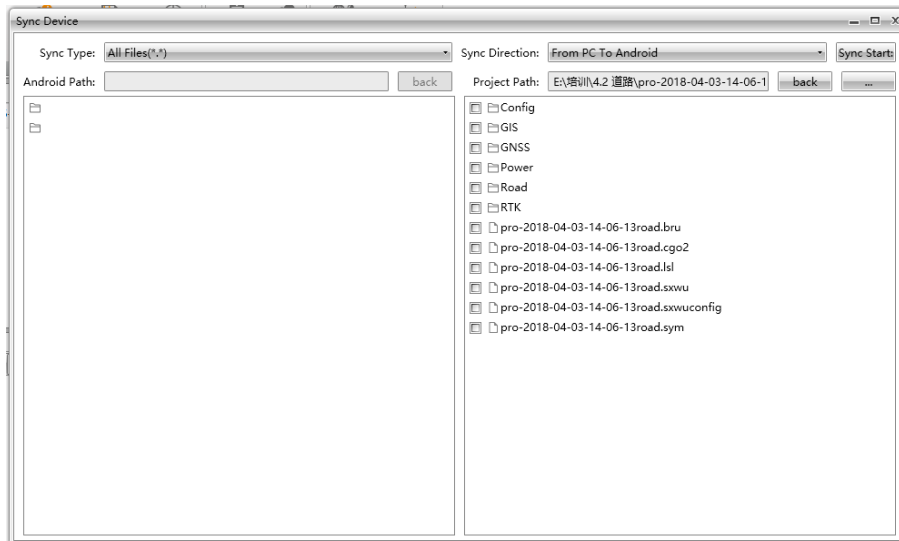 Sync Device
Sync Type: All Files(*.*) Sync Direction: From PC To Android Sync Start
Android Path: back Project Path: E:\培训\4.2 道路\pro-2018-04-03-14-06-1 back ...
Config
GIS
GNSS
Power
Road
RTK
pro-2018-04-03-14-06-13road.bru
pro-2018-04-03-14-06-13road.cgo2
pro-2018-04-03-14-06-13road.lsl
pro-2018-04-03-14-06-13road.sxwu
pro-2018-04-03-14-06-13road.sxwuconfig
pro-2018-04-03-14-06-13road.sym